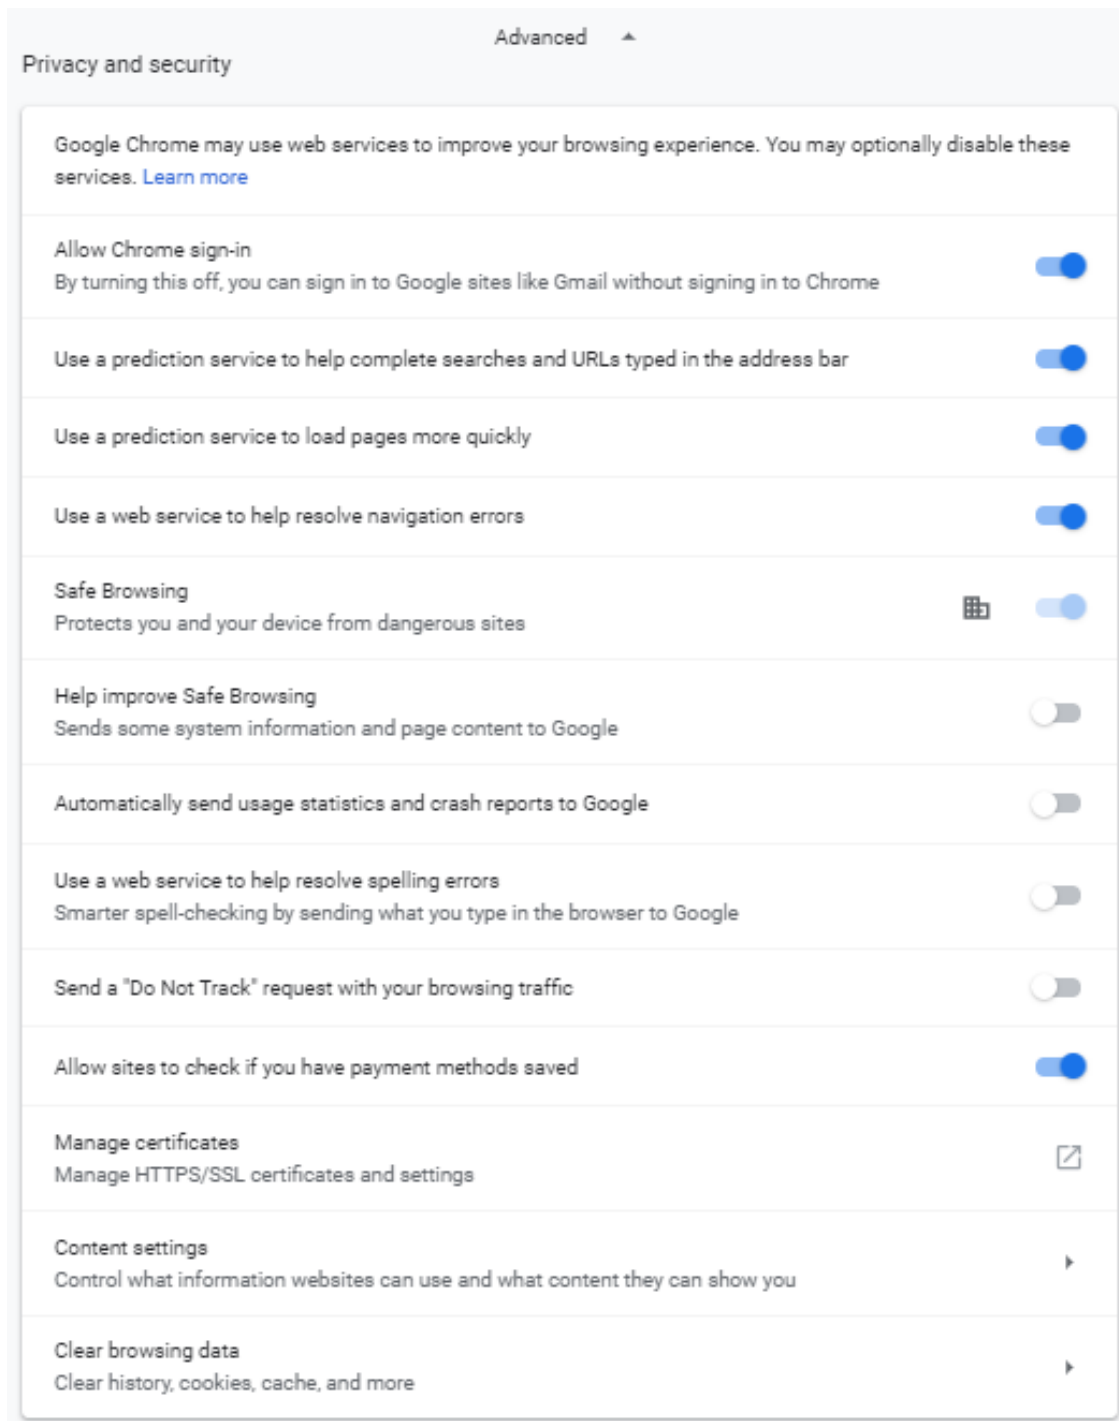 Advanced
Privacy and security
Google Chrome may use web services to improve your browsing experience. You may optionally disable these
services. Learn more
Allow Chrome sign-in
By turning this off, you can sign in to Google sites like Gmail without signing in to Chrome
Use a prediction service to help complete searches and URLs typed in the address bar
Use a prediction service to load pages more quickly
Use a web service to help resolve navigation errors
Safe Browsing
Protects you and your device from dangerous sites
Help improve Safe Browsing
Sends some system information and page content to Google
Automatically send usage statistics and crash reports to Google
Use a web service to help resolve spelling errors
Smarter spell-checking by sending what you type in the browser to Google
Send a "Do Not Track" request with your browsing traffic
Allow sites to check if you have payment methods saved
Manage certificates
Manage HTTPS/SSL certificates and settings
Content settings
Control what information websites can use and what content they can show you
Clear browsing data
Clear history, cookies, cache, and more